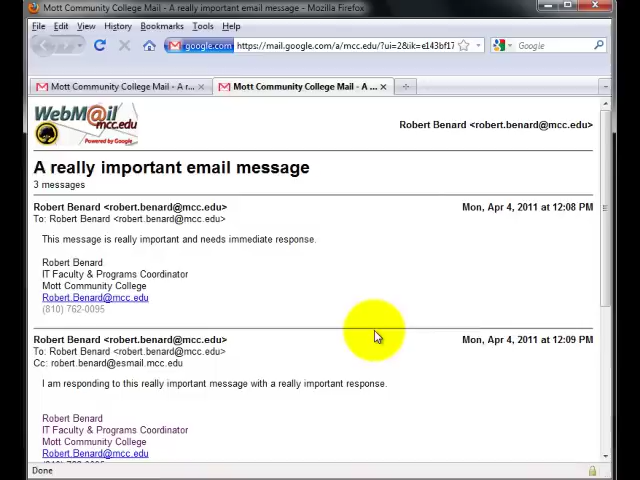 Mott Community College Mail - A really important email message - Mozilla Firefox
File Edit View History Bookmarks Tools Help
google.com https://mail.google.com/a/mcc.edu/?ui=2&ik=e143bf17
Google
Mott Community College Mail - A r...
Mott Community College Mail - A ...
WebM@il
mcc.edu
Powered by Google
Robert Benard <robert.benard@mcc.edu>
A really important email message
3 messages
Robert Benard <robert.benard@mcc.edu> Mon, Apr 4, 2011 at 12:08 PM
To: Robert Benard <robert.benard@mcc.edu>
This message is really important and needs immediate response.
Robert Benard
IT Faculty & Programs Coordinator
Mott Community College
Robert.Benard@mcc.edu
(810) 762-0095
Robert Benard <robert.benard@mcc.edu> Mon, Apr 4, 2011 at 12:09 PM
To: Robert Benard <robert.benard@mcc.edu>
Cc: robert.benard@esmail.mcc.edu
I am responding to this really important message with a really important response.
Robert Benard
IT Faculty & Programs Coordinator
Mott Community College
Robert.Benard@mcc.edu
(810) 762-0095
Done